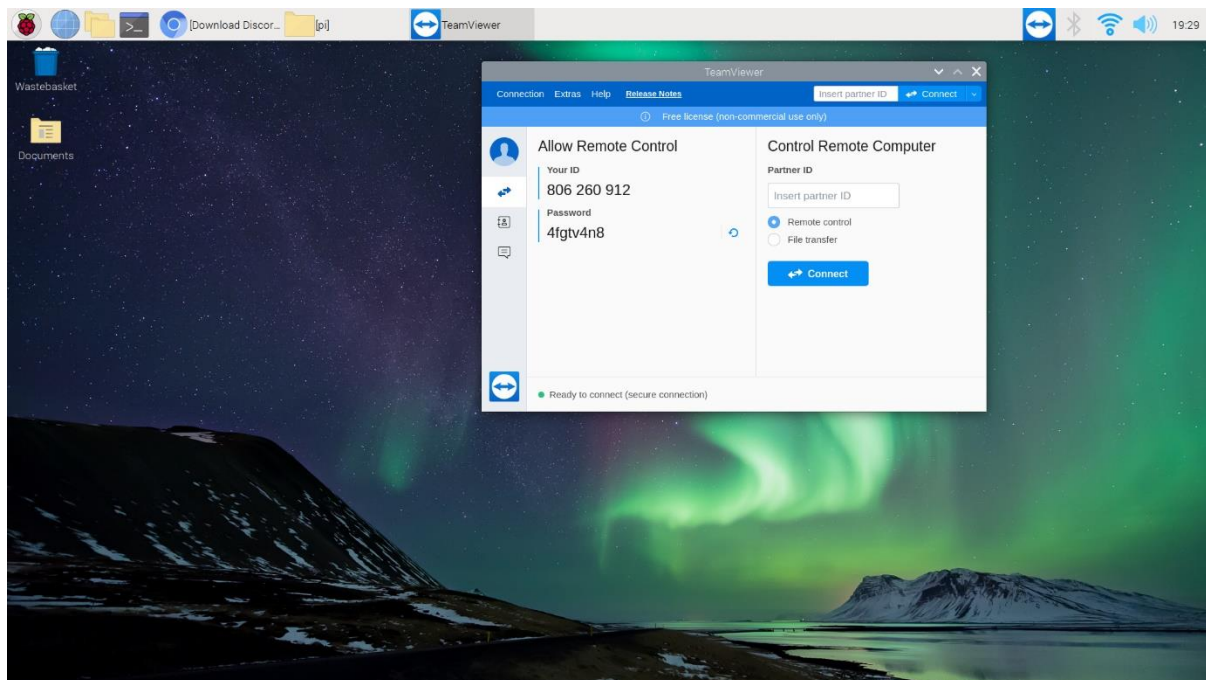 [Download Discor... [pi] TeamViewer 19:29
Wastebasket
Documents
TeamViewer
Connection Extras Help Release Notes Insert partner ID Connect
Free license (non-commercial use only)
Allow Remote Control
Your ID
806 260 912
Password
4fgtv4n8
Control Remote Computer
Partner ID
Insert partner ID
Remote control
File transfer
Connect
Ready to connect (secure connection)